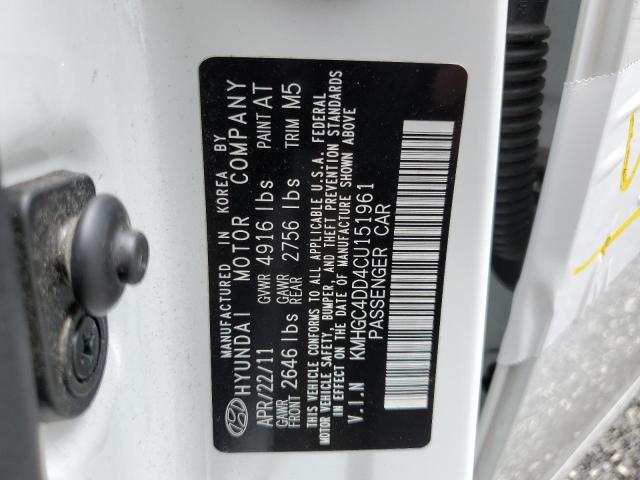 MANUFACTURED IN KOREA BY
HYUNDAI MOTOR COMPANY
APR/22/11 GVWR 4916 lbs PAINT AT
GAWR FRONT 2646 lbs GAWR REAR 2756 lbs TRIM M5
THIS VEHICLE CONFORMS TO ALL APPLICABLE U.S.A. FEDERAL
MOTOR VEHICLE SAFETY, BUMPER, AND THEFT PREVENTION STANDARDS
IN EFFECT ON THE DATE OF MANUFACTURE SHOWN ABOVE
V.I.N KMHGC4DD4CU151961
PASSENGER CAR